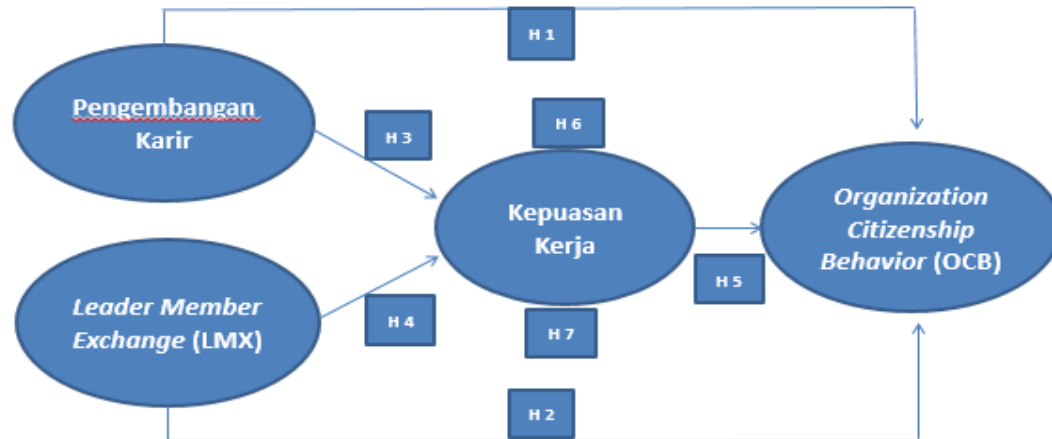 H 1
Pengembangan
Karir
H 3
H 6
Kepuasan
Kerja
Organization
Citizenship
Behavior (OCB)
H 5
Leader Member
Exchange (LMX)
H 4
H 7
H 2